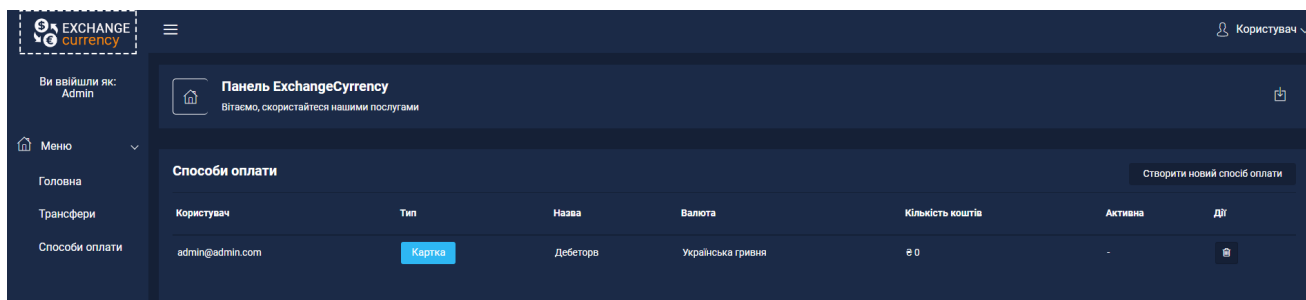 EXCHANGE
currency
Користувач
Ви ввійшли як:
Admin
Панель ExchangeCyrrency
Вітаємо, скористайтеся нашими послугами
Меню
Головна
Трансфери
Способи оплати
Способи оплати
Створити новий спосіб оплати
Користувач Тип Назва Валюта Кількість коштів Активна Дії
admin@admin.com Картка Дебеторв Українська гривня ₴ 0 -